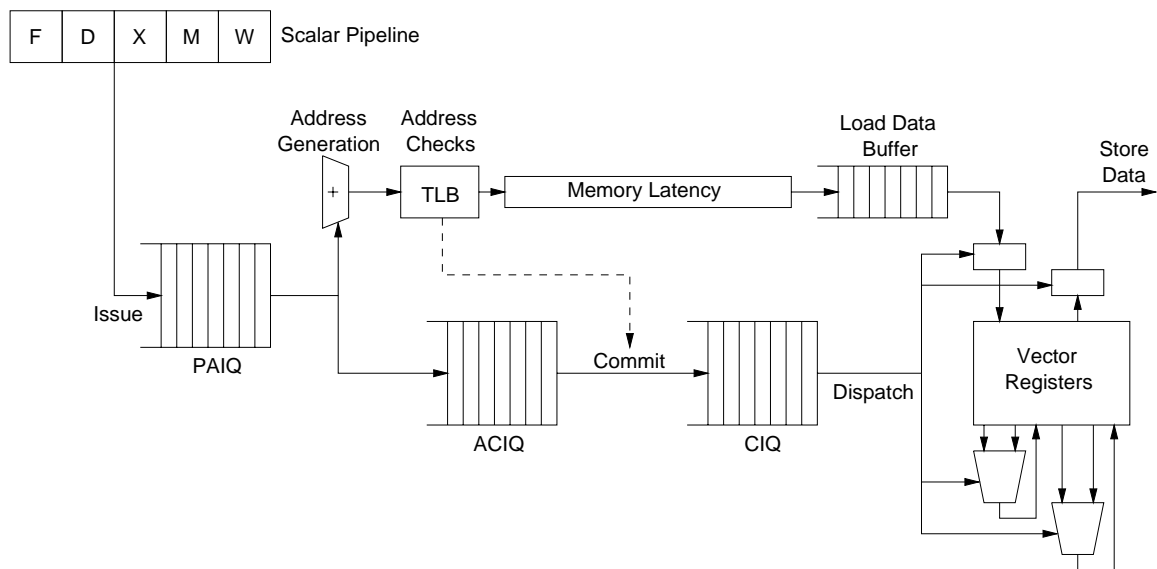 F D X M W Scalar Pipeline
Address
Generation
Address
Checks
Load Data
Buffer
Store
Data
+
TLB
Memory Latency
Issue
PAIQ
Commit
Dispatch
Vector
Registers
ACIQ
CIQ